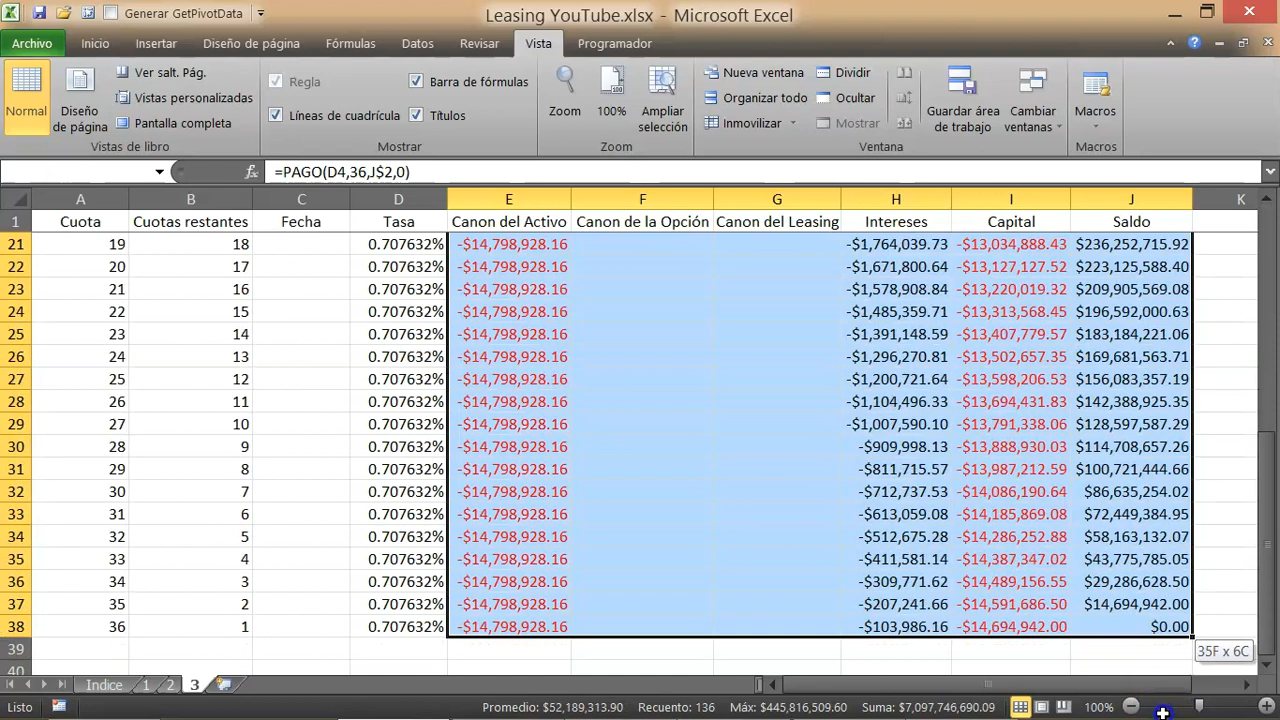 Generar GetPivotData
Leasing YouTube.xlsx - Microsoft Excel
Archivo Inicio Insertar Diseño de página Fórmulas Datos Revisar Vista Programador
Normal
Diseño de página
Ver salt. Pág.
Vistas personalizadas
Pantalla completa
Vistas de libro
Regla
Barra de fórmulas
Líneas de cuadrícula
Títulos
Mostrar
Zoom
100%
Ampliar selección
Zoom
Nueva ventana
Organizar todo
Inmovilizar
Dividir
Ocultar
Mostrar
Guardar área de trabajo
Cambiar ventanas
Ventana
Macros
Macros
fx =PAGO(D4,36,J$2,0)
A B C D E F G H I J K
1 Cuota Cuotas restantes Fecha Tasa Canon del Activo Canon de la Opción Canon del Leasing Intereses Capital Saldo
21 19 18 0.707632% -$14,798,928.16 -$1,764,039.73 -$13,034,888.43 $236,252,715.92
22 20 17 0.707632% -$14,798,928.16 -$1,671,800.64 -$13,127,127.52 $223,125,588.40
23 21 16 0.707632% -$14,798,928.16 -$1,578,908.84 -$13,220,019.32 $209,905,569.08
24 22 15 0.707632% -$14,798,928.16 -$1,485,359.71 -$13,313,568.45 $196,592,000.63
25 23 14 0.707632% -$14,798,928.16 -$1,391,148.59 -$13,407,779.57 $183,184,221.06
26 24 13 0.707632% -$14,798,928.16 -$1,296,270.81 -$13,502,657.35 $169,681,563.71
27 25 12 0.707632% -$14,798,928.16 -$1,200,721.64 -$13,598,206.53 $156,083,357.19
28 26 11 0.707632% -$14,798,928.16 -$1,104,496.33 -$13,694,431.83 $142,388,925.35
29 27 10 0.707632% -$14,798,928.16 -$1,007,590.10 -$13,791,338.06 $128,597,587.29
30 28 9 0.707632% -$14,798,928.16 -$909,998.13 -$13,888,930.03 $114,708,657.26
31 29 8 0.707632% -$14,798,928.16 -$811,715.57 -$13,987,212.59 $100,721,444.66
32 30 7 0.707632% -$14,798,928.16 -$712,737.53 -$14,086,190.64 $86,635,254.02
33 31 6 0.707632% -$14,798,928.16 -$613,059.08 -$14,185,869.08 $72,449,384.95
34 32 5 0.707632% -$14,798,928.16 -$512,675.28 -$14,286,252.88 $58,163,132.07
35 33 4 0.707632% -$14,798,928.16 -$411,581.14 -$14,387,347.02 $43,775,785.05
36 34 3 0.707632% -$14,798,928.16 -$309,771.62 -$14,489,156.55 $29,286,628.50
37 35 2 0.707632% -$14,798,928.16 -$207,241.66 -$14,591,686.50 $14,694,942.00
38 36 1 0.707632% -$14,798,928.16 -$103,986.16 -$14,694,942.00 $0.00
39 35F x 6C
40
Indice 1 2 3
Listo Promedio: $52,189,313.90 Recuento: 136 Máx: $445,816,509.60 Suma: $7,097,746,690.09 100%